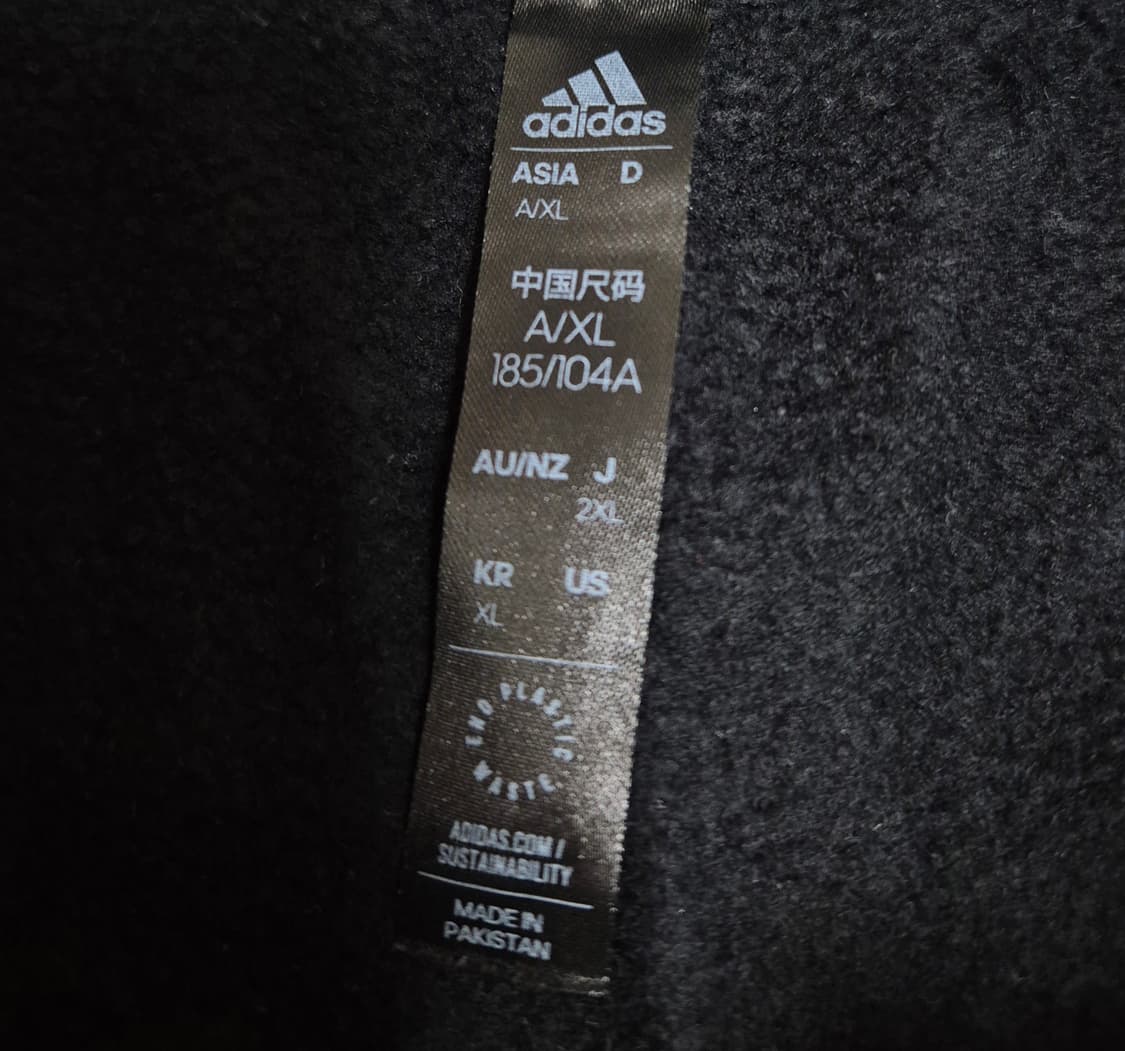 adidas
ASIA D
A/XL
中国尺码
A/XL
185/104A
AU/NZ J
2XL
KR US
XL
END PLASTIC WASTE
ADIDAS.COM/
SUSTAINABILITY
MADE IN
PAKISTAN